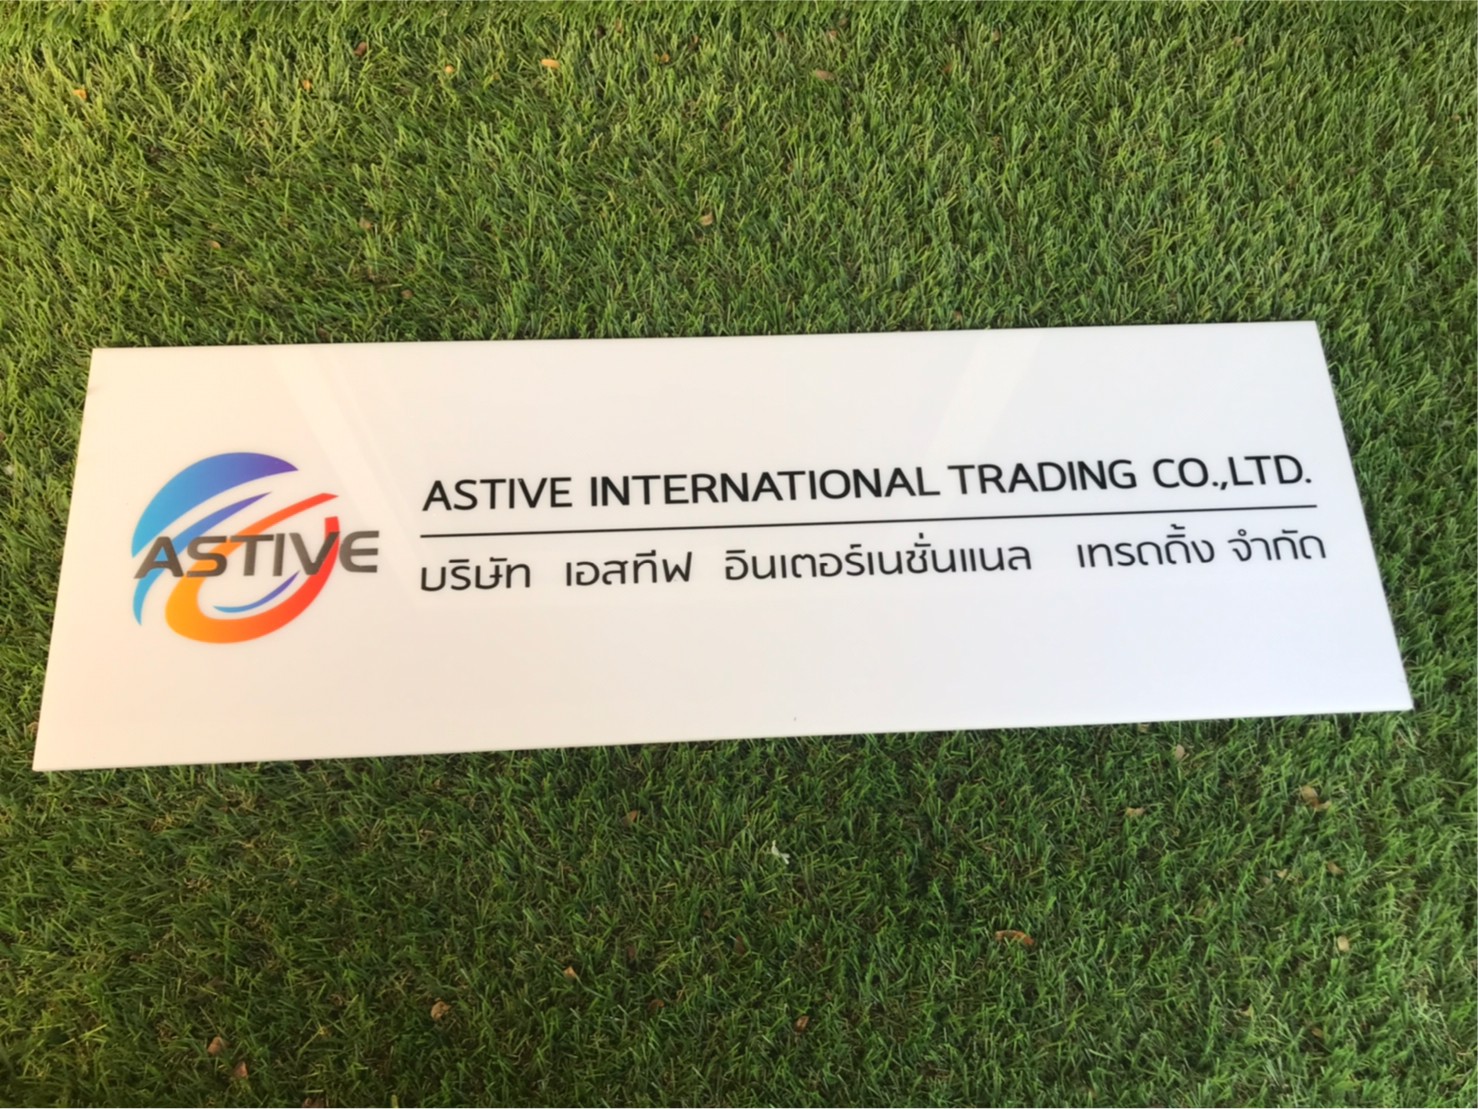 ASTIVE
ASTIVE INTERNATIONAL TRADING CO.,LTD.
บริษัท เอสทีฟ อินเตอร์เนชั่นแนล เทรดดิ้ง จำกัด